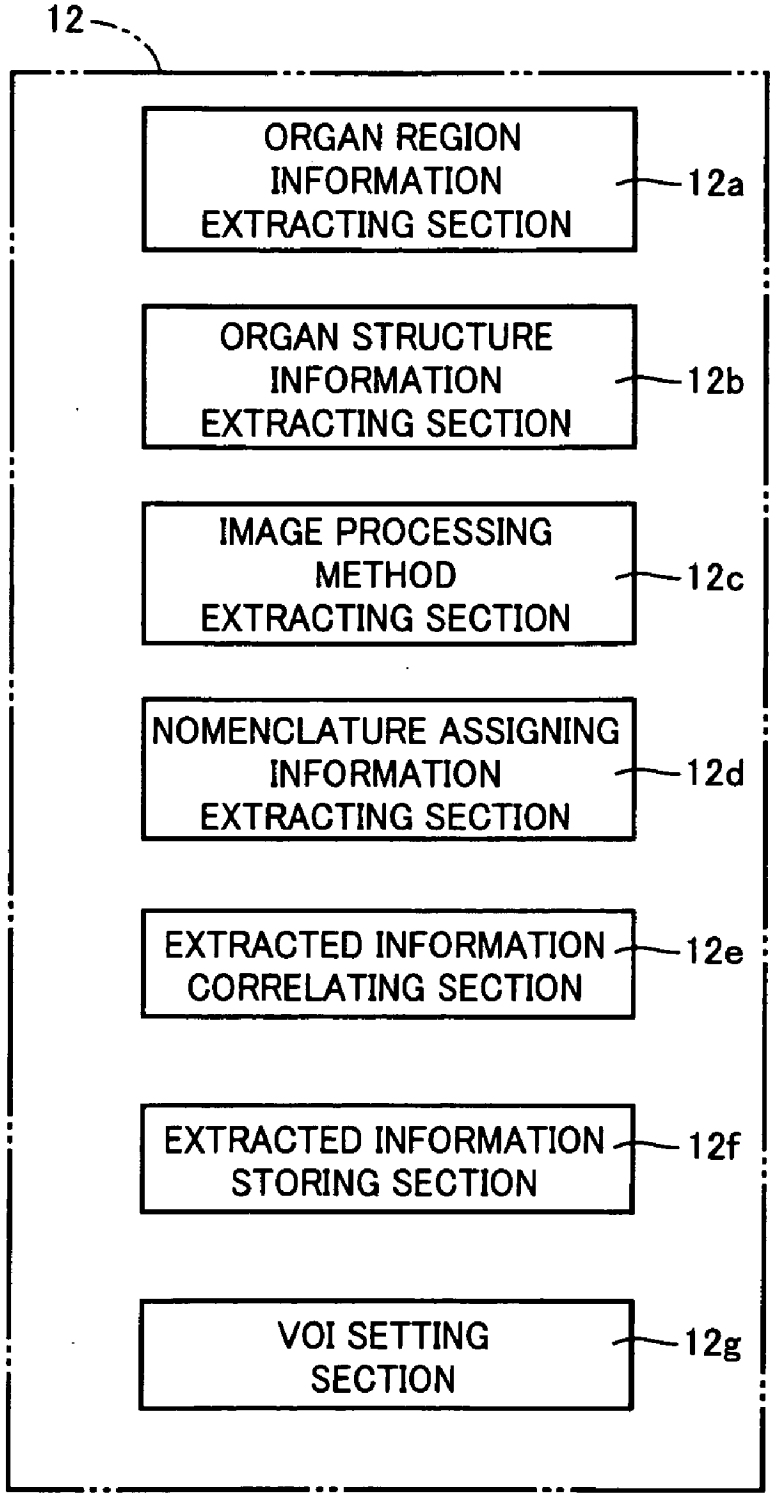 12
ORGAN REGION
INFORMATION
EXTRACTING SECTION
12a
ORGAN STRUCTURE
INFORMATION
EXTRACTING SECTION
12b
IMAGE PROCESSING
METHOD
EXTRACTING SECTION
12c
NOMENCLATURE ASSIGNING
INFORMATION
EXTRACTING SECTION
12d
EXTRACTED INFORMATION
CORRELATING SECTION
12e
EXTRACTED INFORMATION
STORING SECTION
12f
VOI SETTING
SECTION
12g